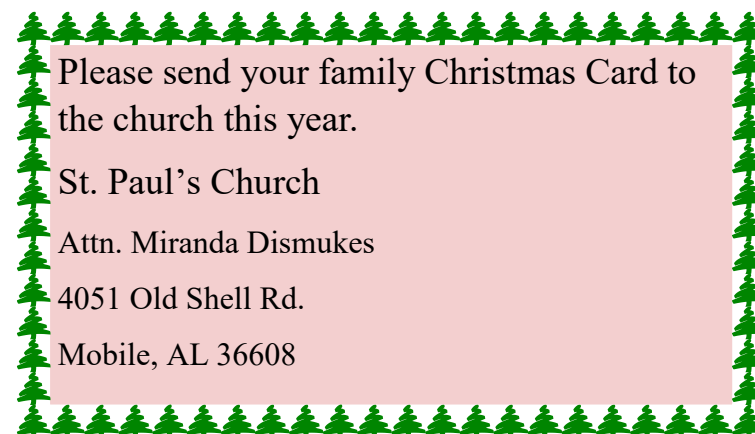 Please send your family Christmas Card to
the church this year.
St. Paul’s Church
Attn. Miranda Dismukes
4051 Old Shell Rd.
Mobile, AL 36608